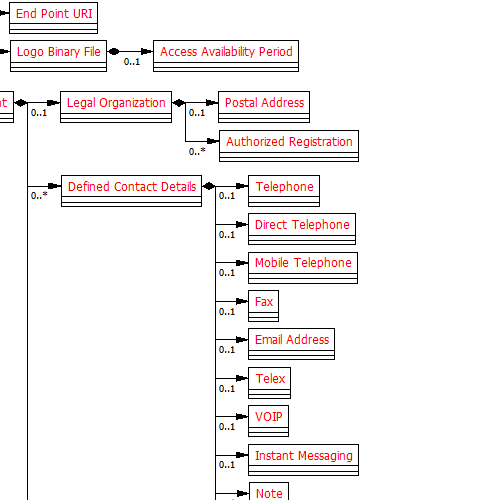 End Point URI
Logo Binary File
Access Availability Period
0..1
Legal Organization
Postal Address
0..1
0..1
Authorized Registration
0..*
Defined Contact Details
Telephone
0..*
0..1
Direct Telephone
0..1
Mobile Telephone
0..1
Fax
0..1
Email Address
0..1
Telex
0..1
VOIP
0..1
Instant Messaging
0..1
Note